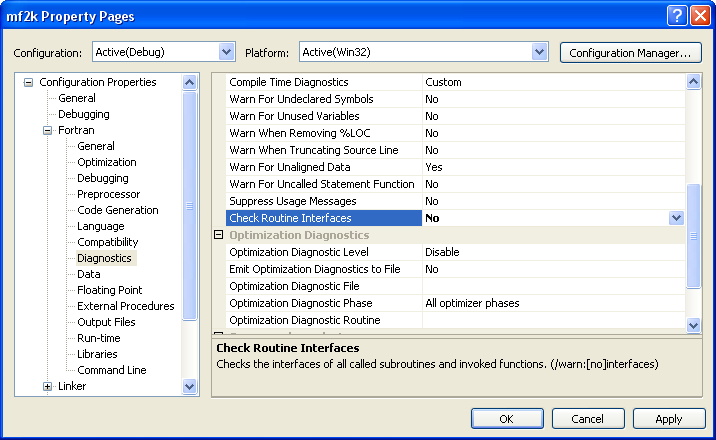 mf2k Property Pages
Configuration: Active(Debug) Platform: Active(Win32) Configuration Manager...
Configuration Properties
General
Debugging
Fortran
General
Optimization
Debugging
Preprocessor
Code Generation
Language
Compatibility
Diagnostics
Data
Floating Point
External Procedures
Output Files
Run-time
Libraries
Command Line
Linker
Compile Time Diagnostics Custom
Warn For Undeclared Symbols No
Warn For Unused Variables No
Warn When Removing %LOC No
Warn When Truncating Source Line No
Warn For Unaligned Data Yes
Warn For Uncalled Statement Function No
Suppress Usage Messages No
Check Routine Interfaces No
Optimization Diagnostics
Optimization Diagnostic Level Disable
Emit Optimization Diagnostics to File No
Optimization Diagnostic File
Optimization Diagnostic Phase All optimizer phases
Optimization Diagnostic Routine
Check Routine Interfaces
Checks the interfaces of all called subroutines and invoked functions. (/warn:[no]interfaces)
OK Cancel Apply